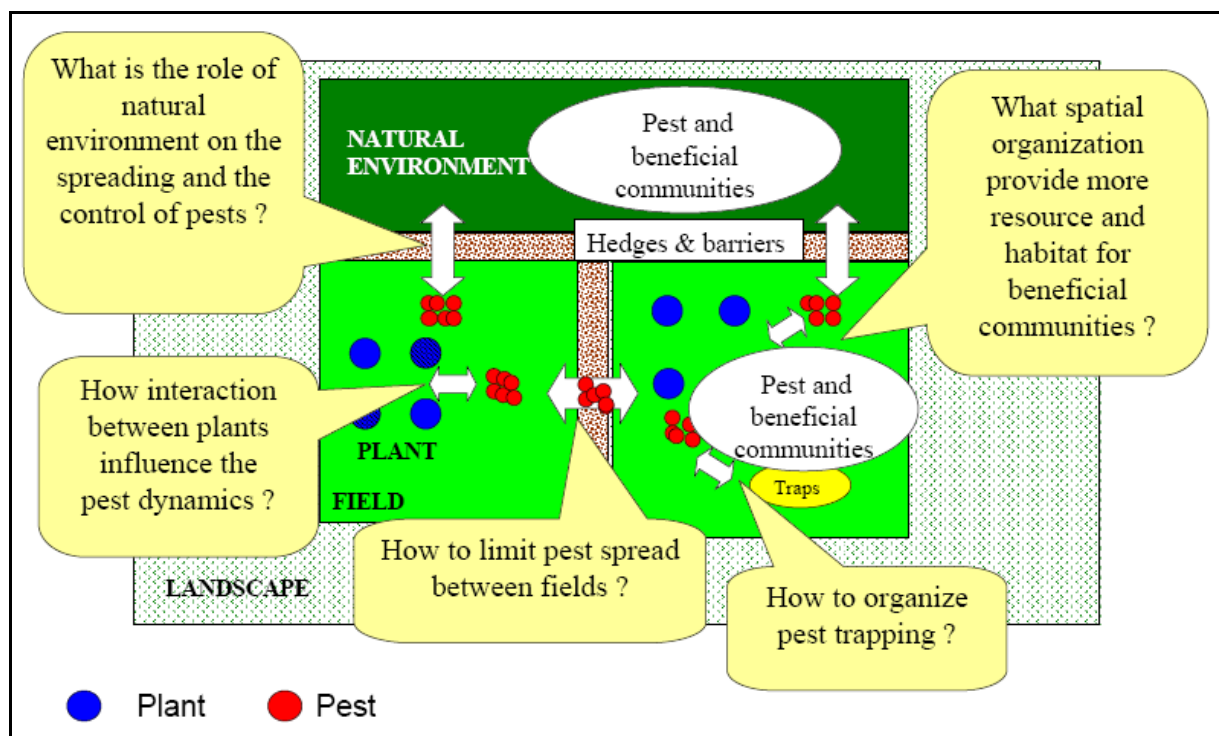 What is the role of
natural
environment on the
spreading and the
control of pests ?
NATURAL
ENVIRONMENT
Pest and
beneficial
communities
What spatial
organization
provide more
resource and
habitat for
beneficial
communities ?
Hedges & barriers
How interaction
between plants
influence the
pest dynamics ?
PLANT
FIELD
Pest and
beneficial
communities
Traps
How to limit pest spread
between fields ?
How to organize
pest trapping ?
LANDSCAPE
Plant
Pest